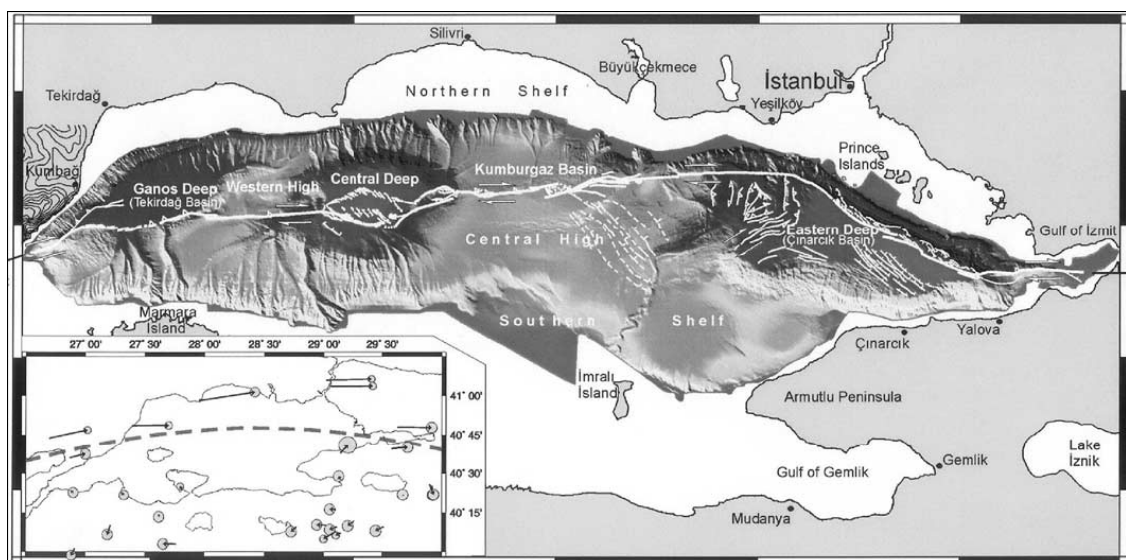 Silivri
Büyükçekmece
İstanbul
Tekirdağ
Northern Shelf
Yeşilköy
Prince
Islands
Kumbağ
Kumburgaz Basin
Central Deep
Ganos Deep
(Tekirdağ Basin)
Western High
Eastern Deep
(Çınarcık Basin)
Gulf of İzmit
Central High
Marmara
Island
Southern Shelf
Yalova
Çınarcık
İmralı
İsland
Armutlu Peninsula
Gulf of Gemlik
Gemlik
Lake
İznik
Mudanya
27° 00' 27° 30' 28° 00' 28° 30' 29° 00' 29° 30'
41° 00'
40° 45'
40° 30'
40° 15'